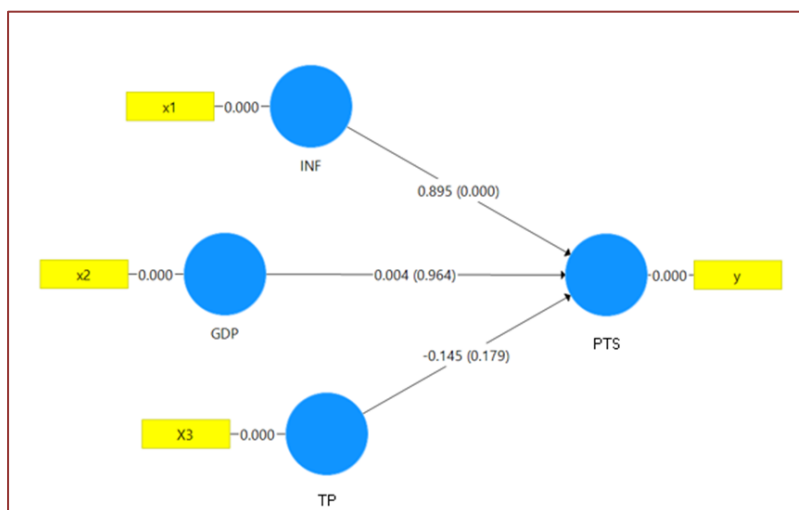 x1
0.000
INF
0.895 (0.000)
x2
0.000
GDP
0.004 (0.964)
PTS
0.000
y
-0.145 (0.179)
X3
0.000
TP